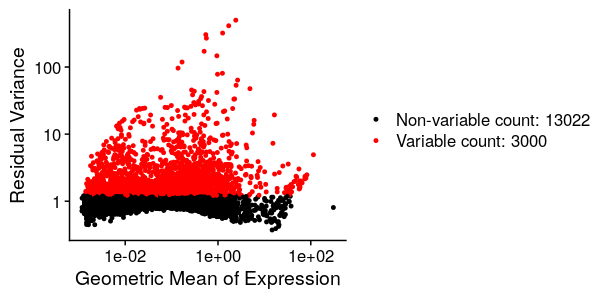 Residual Variance
100
10
1
1e-02 1e+00 1e+02
Geometric Mean of Expression
Non-variable count: 13022
Variable count: 3000